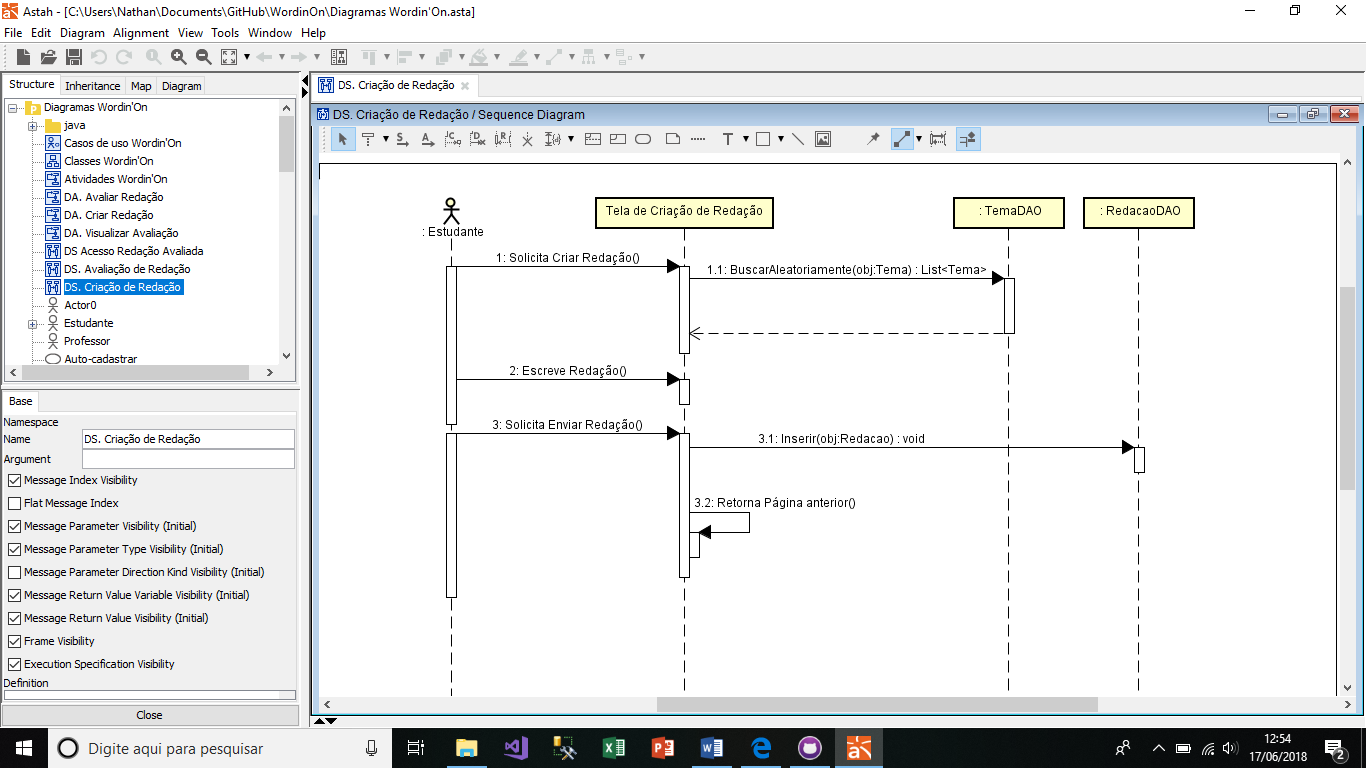 Astah - [C:\Users\Nathan\Documents\GitHub\WordinOn\Diagramas Wordin'On.asta]
File Edit Diagram Alignment View Tools Window Help
Structure Inheritance Map Diagram
Diagramas Wordin'On
java
Casos de uso Wordin'On
Classes Wordin'On
Atividades Wordin'On
DA. Avaliar Redação
DA. Criar Redação
DA. Visualizar Avaliação
DS Acesso Redação Avaliada
DS. Avaliação de Redação
DS. Criação de Redação
Actor0
Estudante
Professor
Auto-cadastrar
Base
Namespace
Name DS. Criação de Redação
Argument
Message Index Visibility
Flat Message Index
Message Parameter Visibility (Initial)
Message Parameter Type Visibility (Initial)
Message Parameter Direction Kind Visibility (Initial)
Message Return Value Variable Visibility (Initial)
Message Return Value Visibility (Initial)
Frame Visibility
Execution Specification Visibility
Definition
Close
DS. Criação de Redação
DS. Criação de Redação / Sequence Diagram
: Estudante
Tela de Criação de Redação
: TemaDAO
: RedacaoDAO
1: Solicita Criar Redação()
1.1: BuscarAleatoriamente(obj:Tema) : List<Tema>
2: Escreve Redação()
3: Solicita Enviar Redação()
3.1: Inserir(obj:Redacao) : void
3.2: Retorna Página anterior()
Digite aqui para pesquisar
12:54
17/06/2018
2